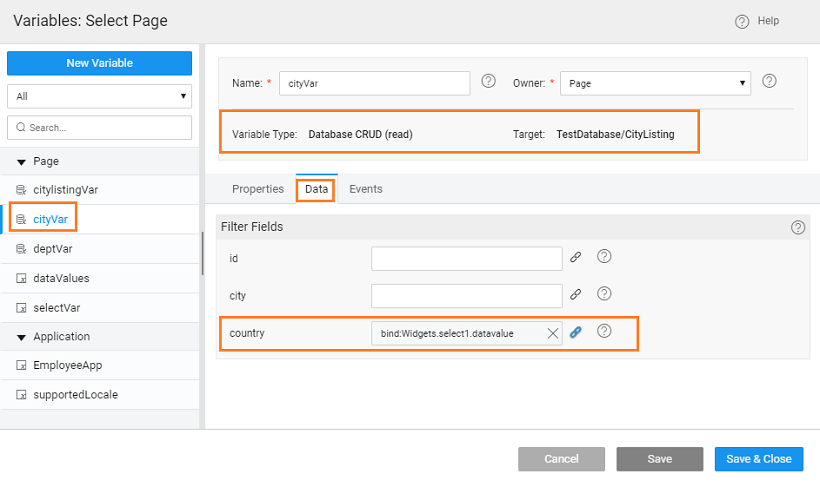 Variables: Select Page
Help
New Variable
All
Search...
Page
citylistingVar
cityVar
deptVar
dataValues
selectVar
Application
EmployeeApp
supportedLocale
Name: * cityVar
Owner: * Page
Variable Type: Database CRUD (read)
Target: TestDatabase/CityListing
Properties Data Events
Filter Fields
id
city
country bind:Widgets.select1.datavalue
Cancel Save Save & Close